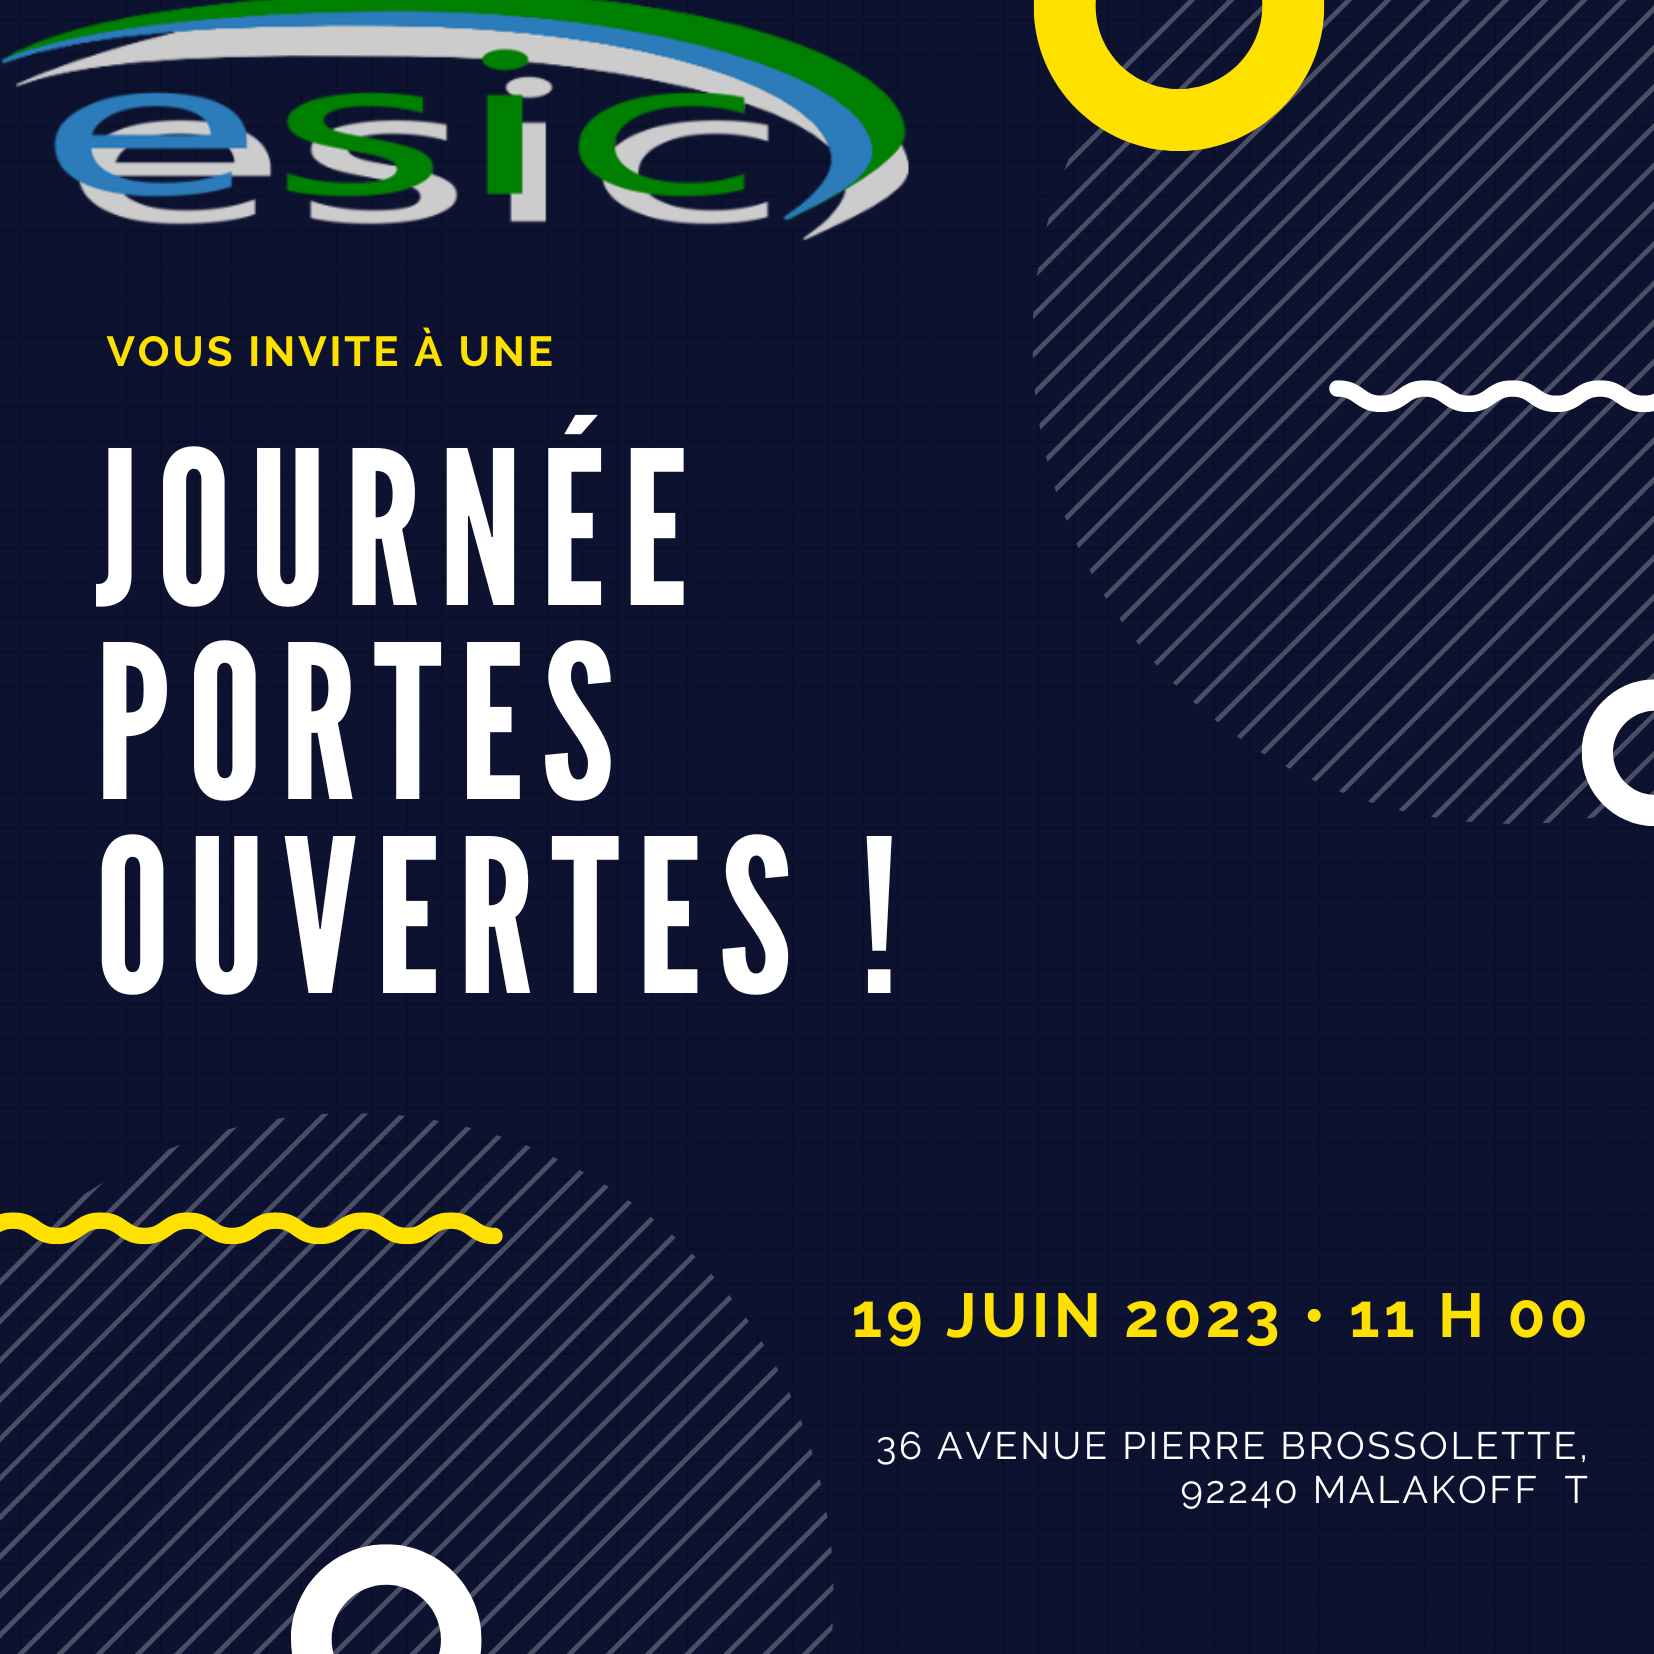 esic
VOUS INVITE À UNE
JOURNÉE
PORTES
OUVERTES !
19 JUIN 2023 • 11 H 00
36 AVENUE PIERRE BROSSOLETTE,
92240 MALAKOFF T